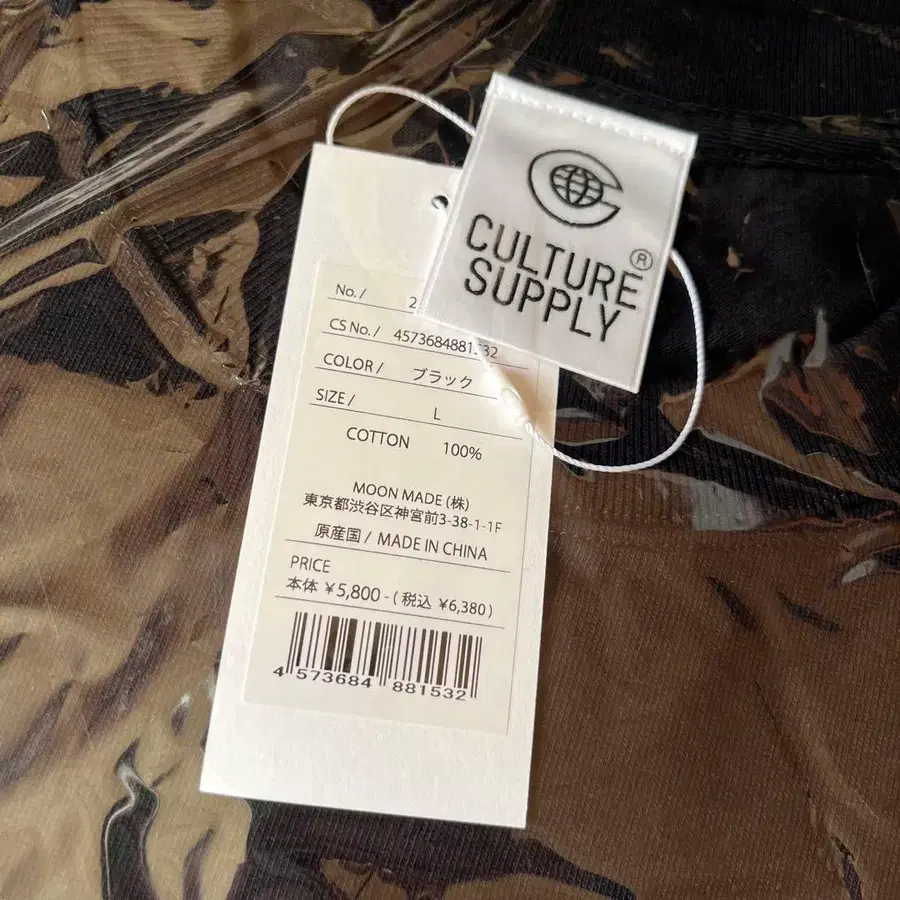 CULTURE
SUPPLY®
No./ 2
CS No./ 4573684881532
COLOR/ ブラック
SIZE/ L
COTTON 100%
MOON MADE (株)
東京都渋谷区神宮前3-38-1-1F
原産国/ MADE IN CHINA
PRICE
本体 ¥5,800-( 税込 ¥6,380)
4 573684 881532